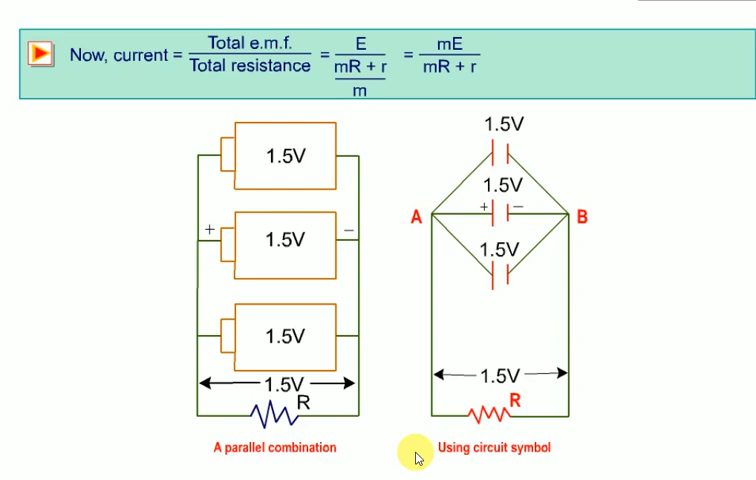 Now, current = Total e.m.f. / Total resistance = E / ((mR + r) / m) = mE / (mR + r)
1.5V
1.5V
+ −
1.5V
1.5V
1.5V
R
A parallel combination
1.5V
1.5V
A + − B
1.5V
1.5V
R
Using circuit symbol